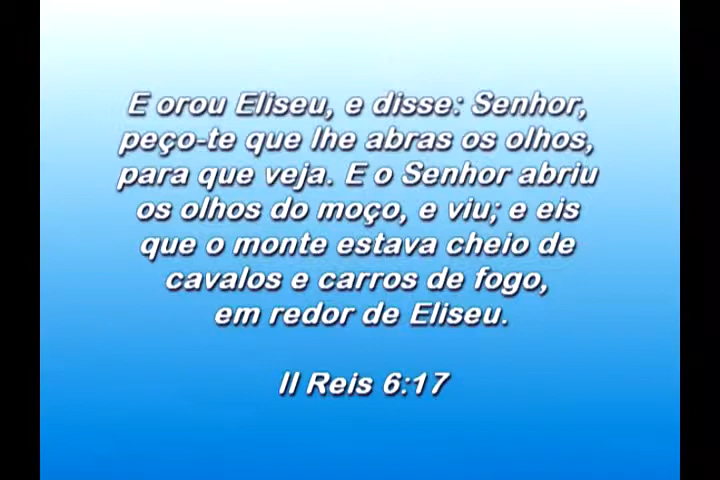 E orou Eliseu, e disse: Senhor,
peço-te que lhe abras os olhos,
para que veja. E o Senhor abriu
os olhos do moço, e viu; e eis
que o monte estava cheio de
cavalos e carros de fogo,
em redor de Eliseu.
II Reis 6:17